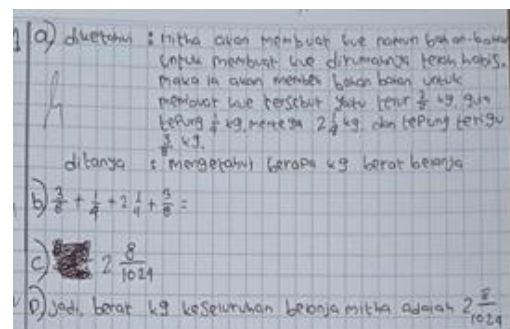 a) diketahui : Mitha akan membuat kue namun bahan-bahan
untuk membuat kue dirumahnya telah habis.
maka ia akan membeli bahan bahan untuk
membuat kue tersebut yaitu telur 3/8 kg, gula
tepung 1/4 kg, mentega 2 1/4 kg, dan tepung terigu
3/8 kg.
ditanya : mengetahui berapa kg berat belanja
b) 3/8 + 1/4 + 2 1/4 + 3/8 =
c) 2 8/1024
D) Jadi, berat kg keseluruhan belanja mitha adalah 2 8/1024